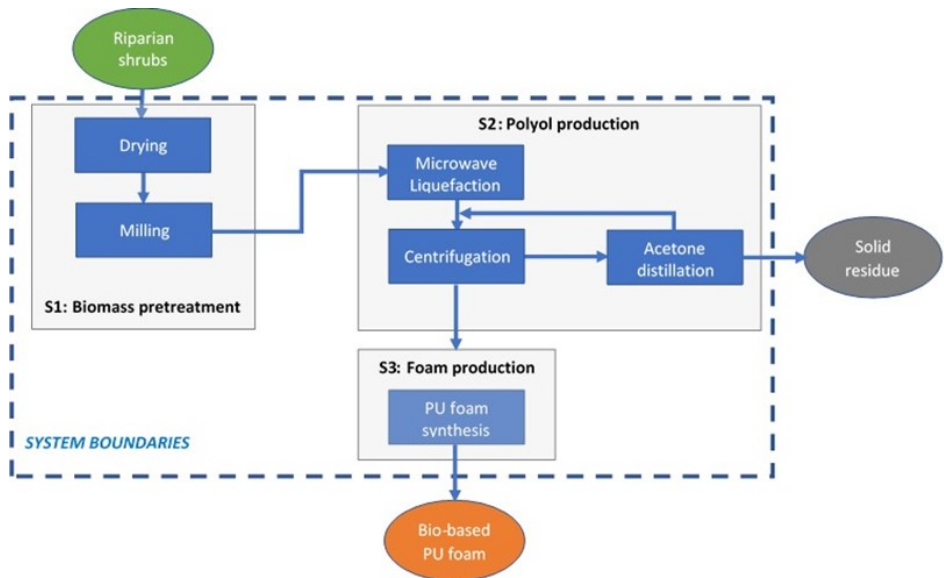 Riparian
shrubs
Drying
Milling
S1: Biomass pretreatment
S2: Polyol production
Microwave
Liquefaction
Centrifugation
Acetone
distillation
Solid
residue
S3: Foam production
PU foam
synthesis
SYSTEM BOUNDARIES
Bio-based
PU foam